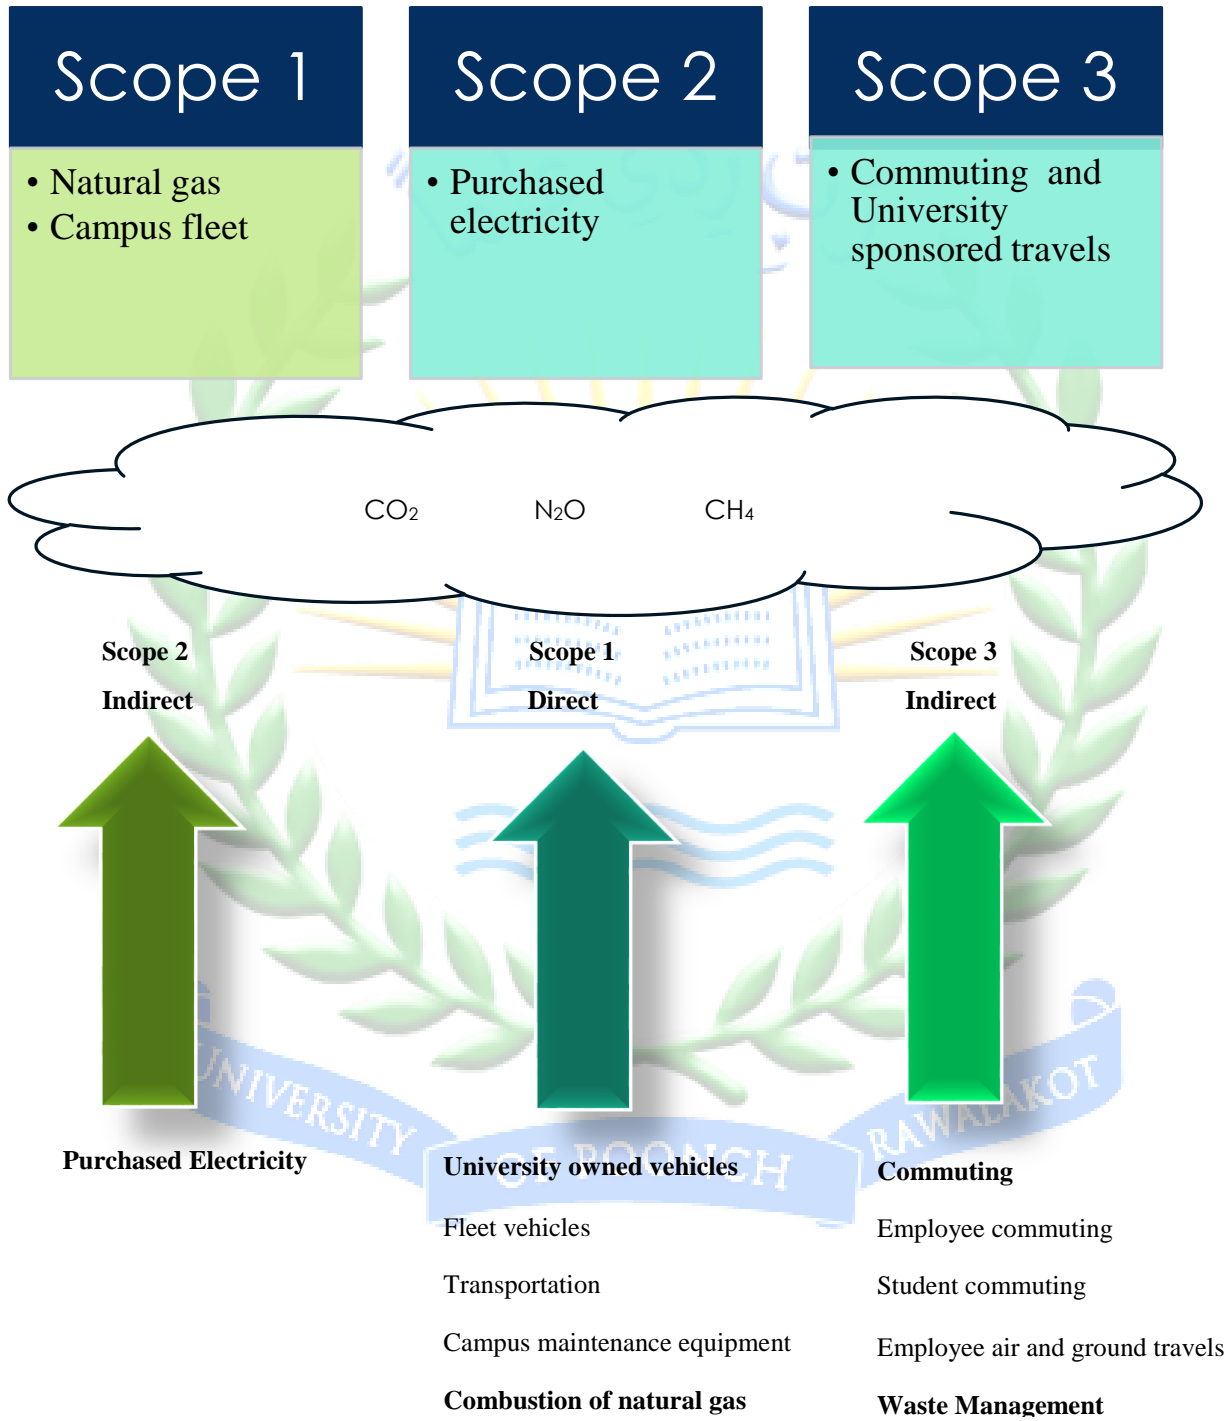 Scope 1
• Natural gas
• Campus fleet
Scope 2
• Purchased
electricity
Scope 3
• Commuting and
University
sponsored travels
CO2 N2O CH4
Scope 2
Indirect
Scope 1
Direct
Scope 3
Indirect
Purchased Electricity
University owned vehicles
Fleet vehicles
Transportation
Campus maintenance equipment
Combustion of natural gas
Commuting
Employee commuting
Student commuting
Employee air and ground travels
Waste Management
UNIVERSITY OF POONCH RAWALAKOT